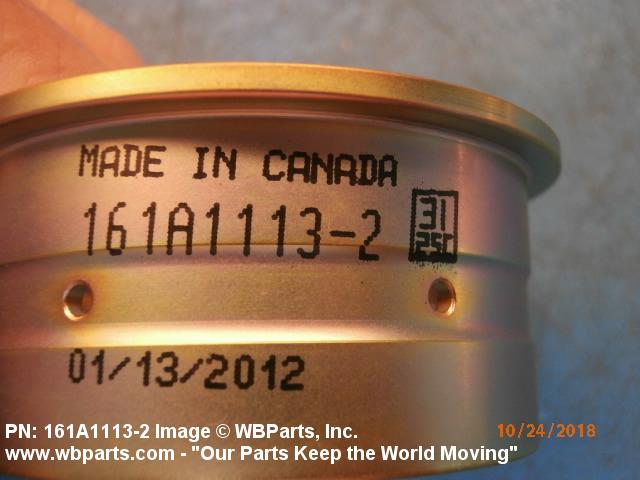 MADE IN CANADA
161A1113-2
31
01/13/2012
PN: 161A1113-2 Image © WBParts, Inc.
10/24/2018
www.wbparts.com - "Our Parts Keep the World Moving"